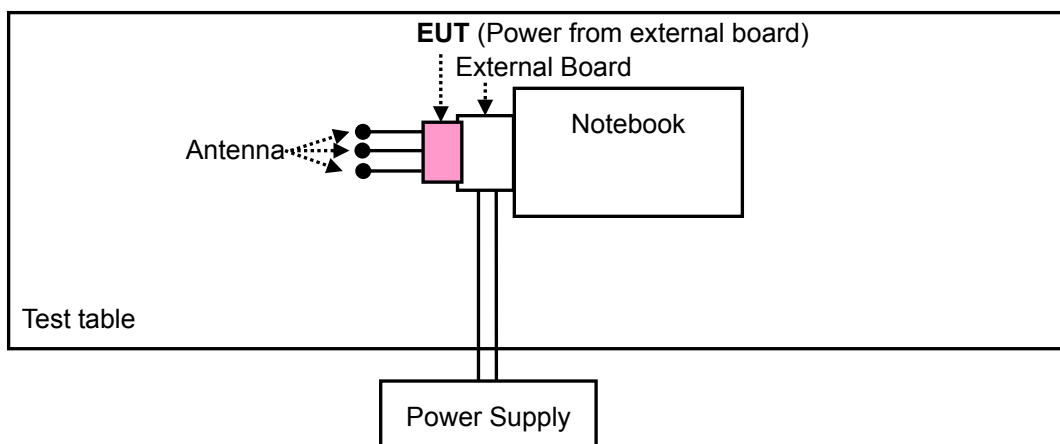 EUT (Power from external board)
External Board
Notebook
Antenna
Test table
Power Supply